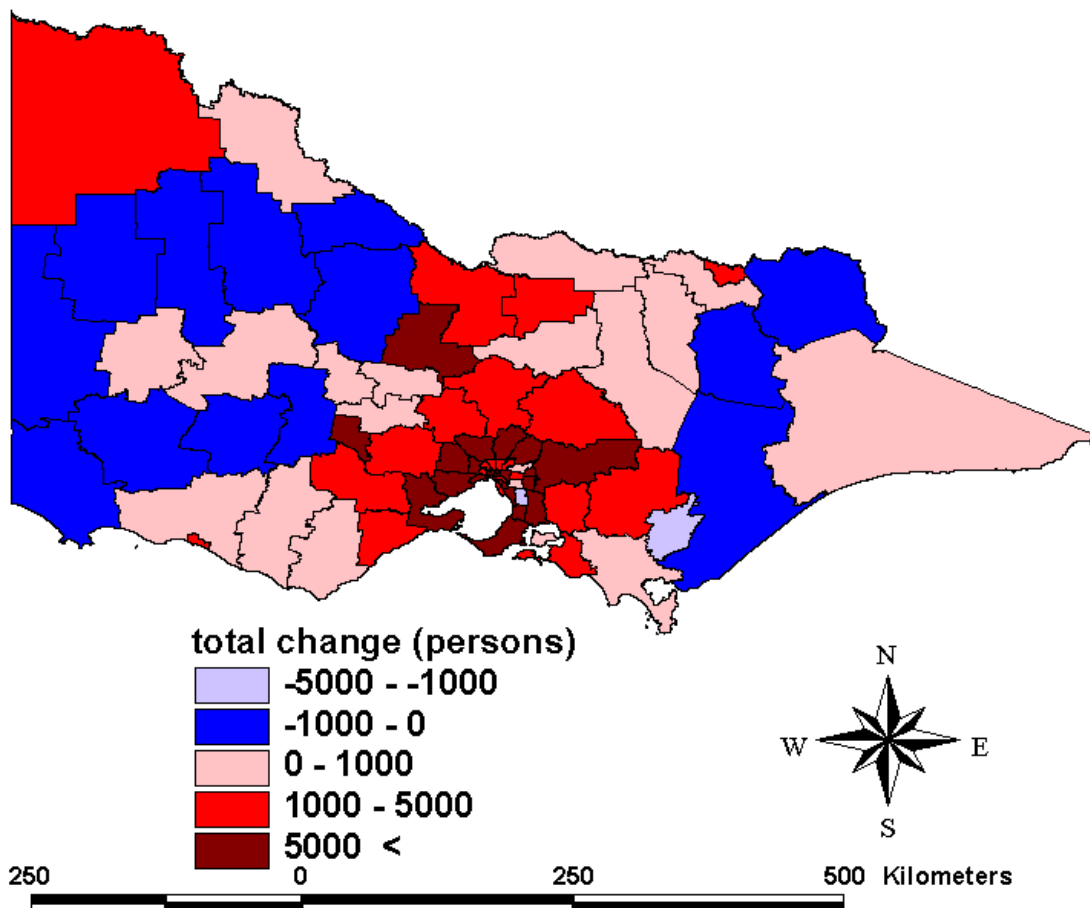 total change (persons)
-5000 - -1000
-1000 - 0
0 - 1000
1000 - 5000
5000 <
N
W
E
S
250 0 250 500 Kilometers